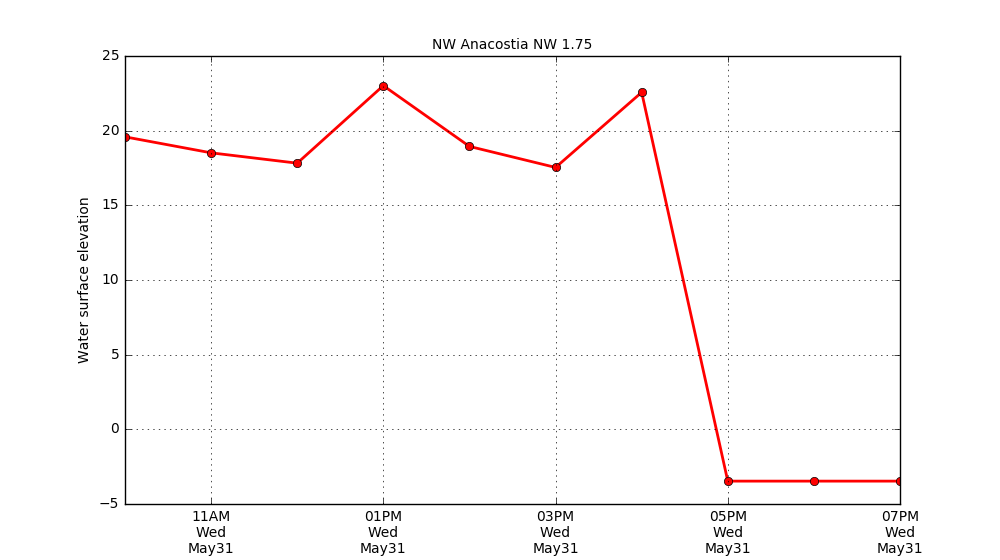 NW Anacostia NW 1.75
25
20
15
10
5
0
−5
Water surface elevation
11AM
Wed
May31
01PM
Wed
May31
03PM
Wed
May31
05PM
Wed
May31
07PM
Wed
May31